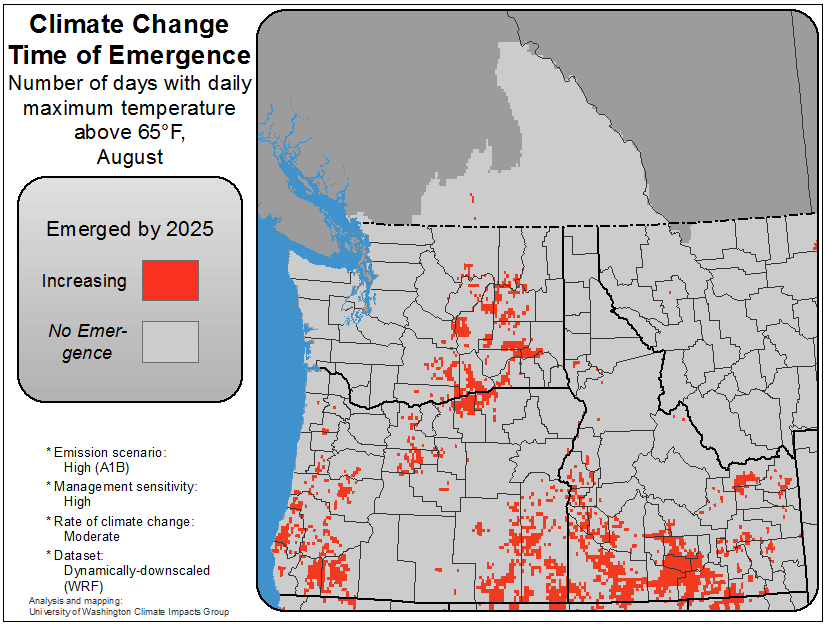 Climate Change
Time of Emergence
Number of days with daily
maximum temperature
above 65°F,
August
Emerged by 2025
Increasing
No Emer-
gence
* Emission scenario:
High (A1B)
* Management sensitivity:
High
* Rate of climate change:
Moderate
* Dataset:
Dynamically-downscaled
(WRF)
Analysis and mapping:
University of Washington Climate Impacts Group